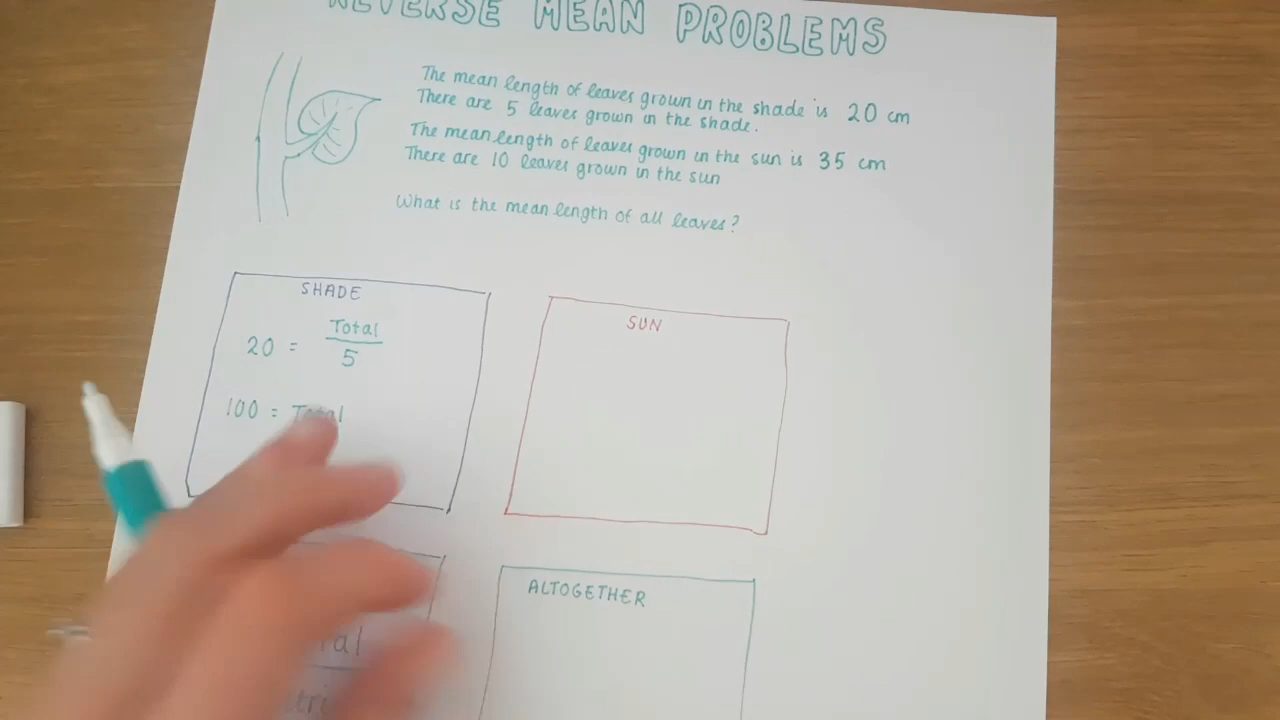 REVERSE MEAN PROBLEMS
The mean length of leaves grown in the shade is 20 cm
There are 5 leaves grown in the shade.
The mean length of leaves grown in the sun is 35 cm
There are 10 leaves grown in the sun
What is the mean length of all leaves?
SHADE
20 = Total
5
100 = Total
SUN
ALTOGETHER